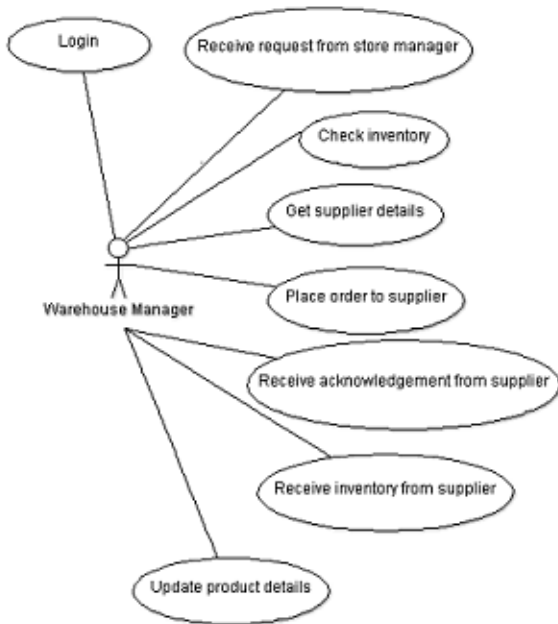 Login
Receive request from store manager
Check inventory
Get supplier details
Place order to supplier
Warehouse Manager
Receive acknowledgement from supplier
Receive inventory from supplier
Update product details